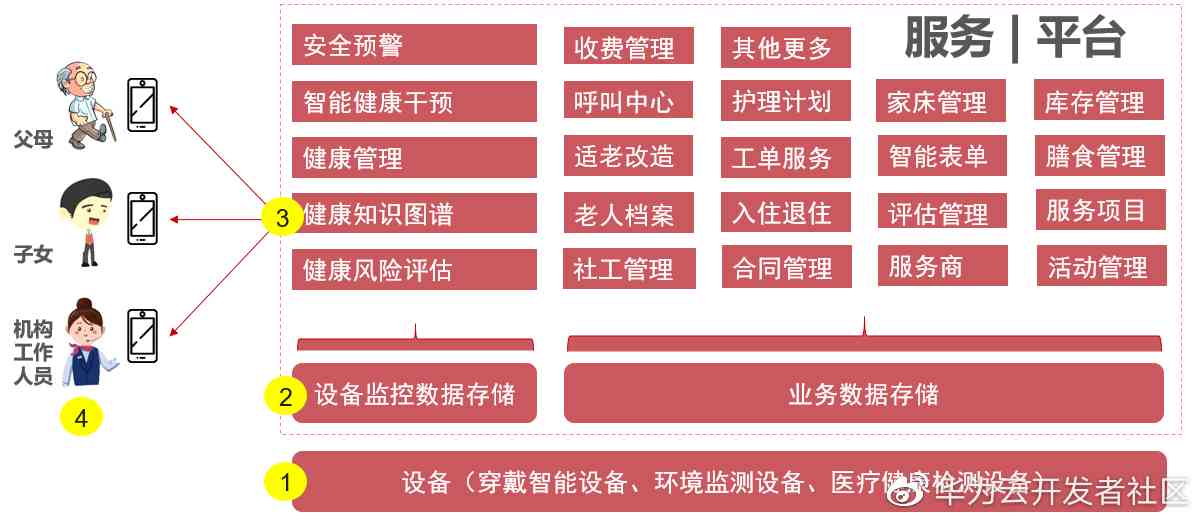 服务 | 平台
安全预警
收费管理
其他更多
智能健康干预
呼叫中心
护理计划
家床管理
库存管理
健康管理
适老改造
工单服务
智能表单
膳食管理
健康知识图谱
老人档案
入住退住
评估管理
服务项目
健康风险评估
社工管理
合同管理
服务商
活动管理
父母
子女
机构
工作
人员
3
4
2
设备监控数据存储
业务数据存储
1
设备（穿戴智能设备、环境监测设备、医疗健康检测设备）
华为云开发者社区